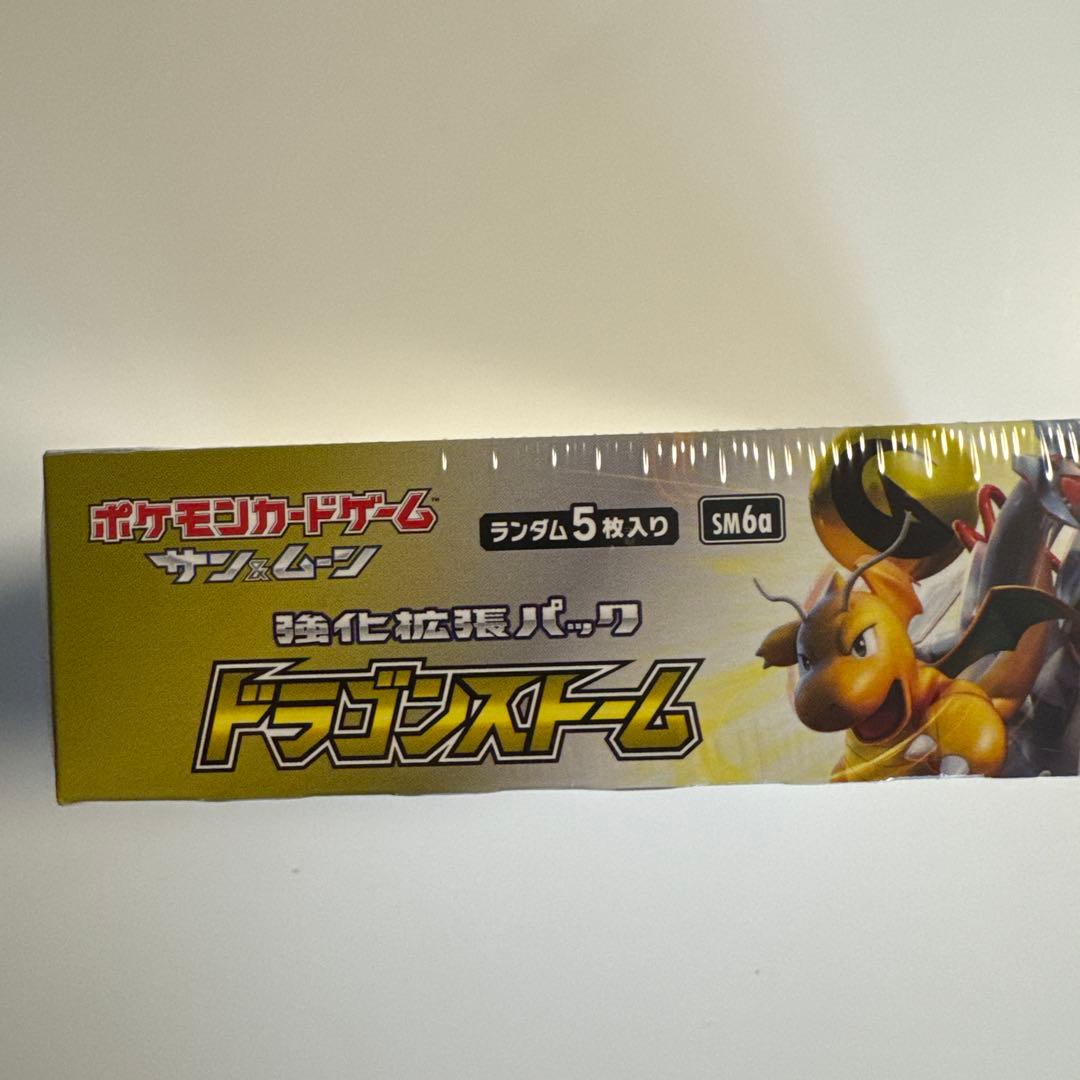 ポケモンカードゲーム™
サン&ムーン
ランダム5枚入り
SM6a
強化拡張パック
ドラゴンストーム